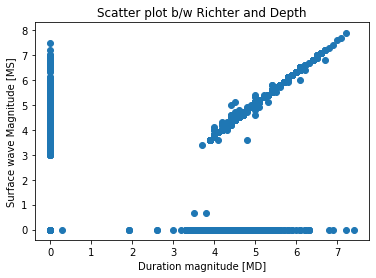 Scatter plot b/w Richter and Depth
Surface wave Magnitude [MS]
8
7
6
5
4
3
2
1
0
0 1 2 3 4 5 6 7
Duration magnitude [MD]